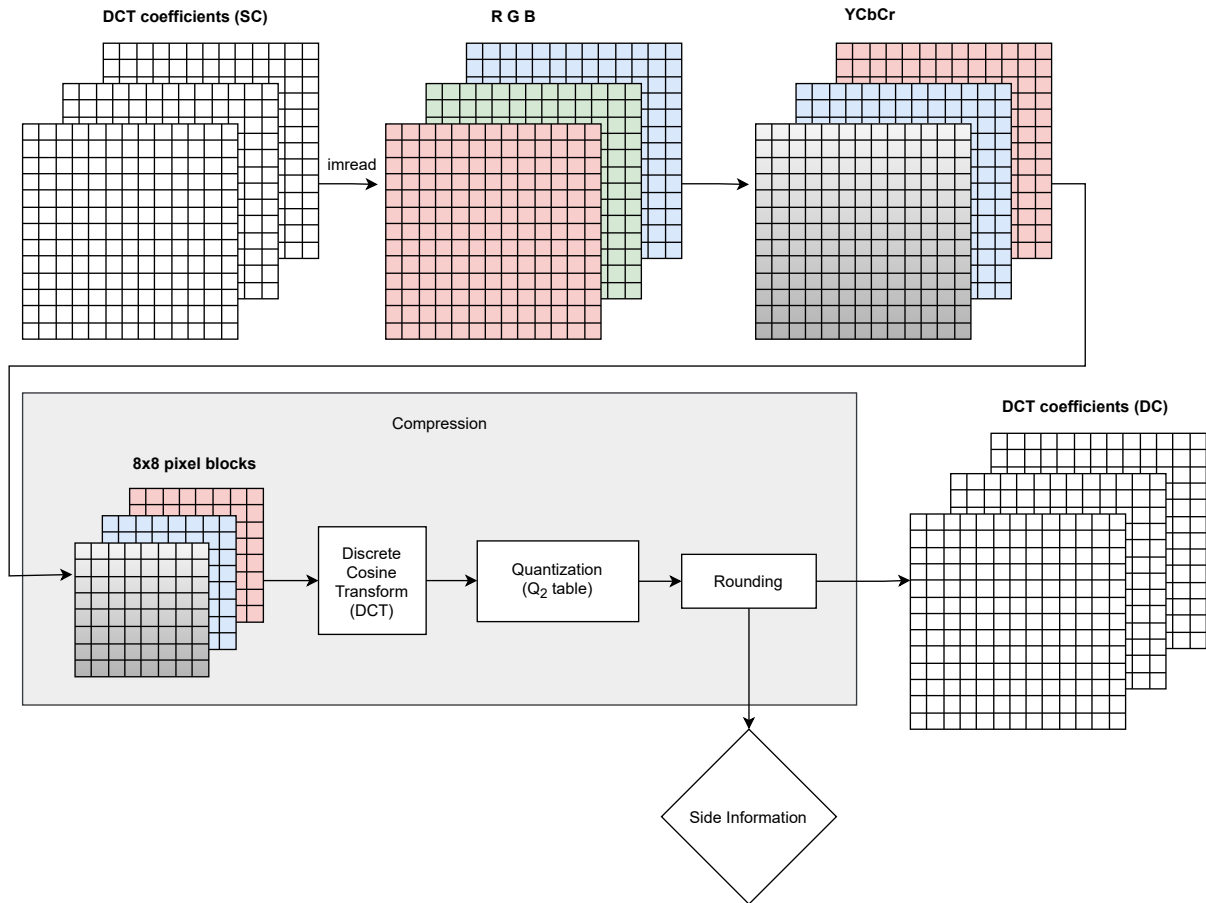 DCT coefficients (SC)
R G B
YCbCr
imread
Compression
DCT coefficients (DC)
8x8 pixel blocks
Discrete
Cosine
Transform
(DCT)
Quantization
(Q2 table)
Rounding
Side Information